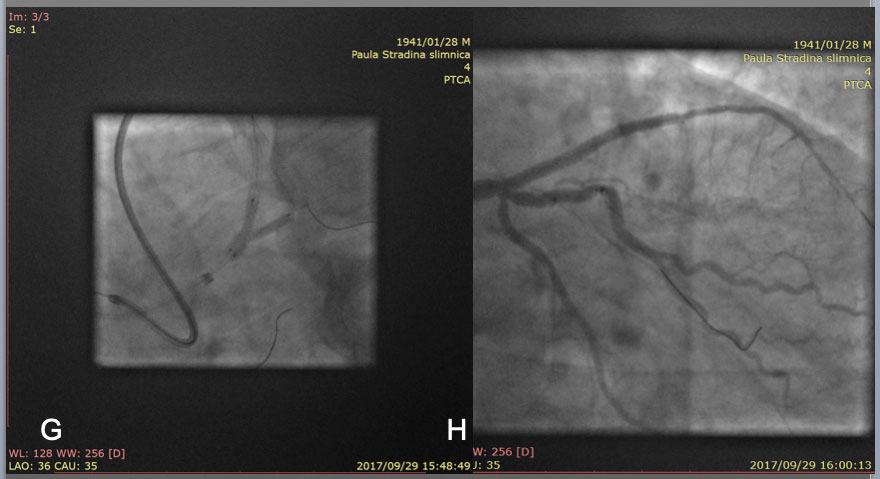 Im: 3/3
Se: 1
1941/01/28 M
Paula Stradina slimnica
4
PTCA
G
WL: 128 WW: 256 [D]
LAO: 36 CAU: 35
2017/09/29 15:48:49
1941/01/28 M
Paula Stradina slimnica
4
PTCA
H
W: 256 [D]
J: 35
2017/09/29 16:00:13